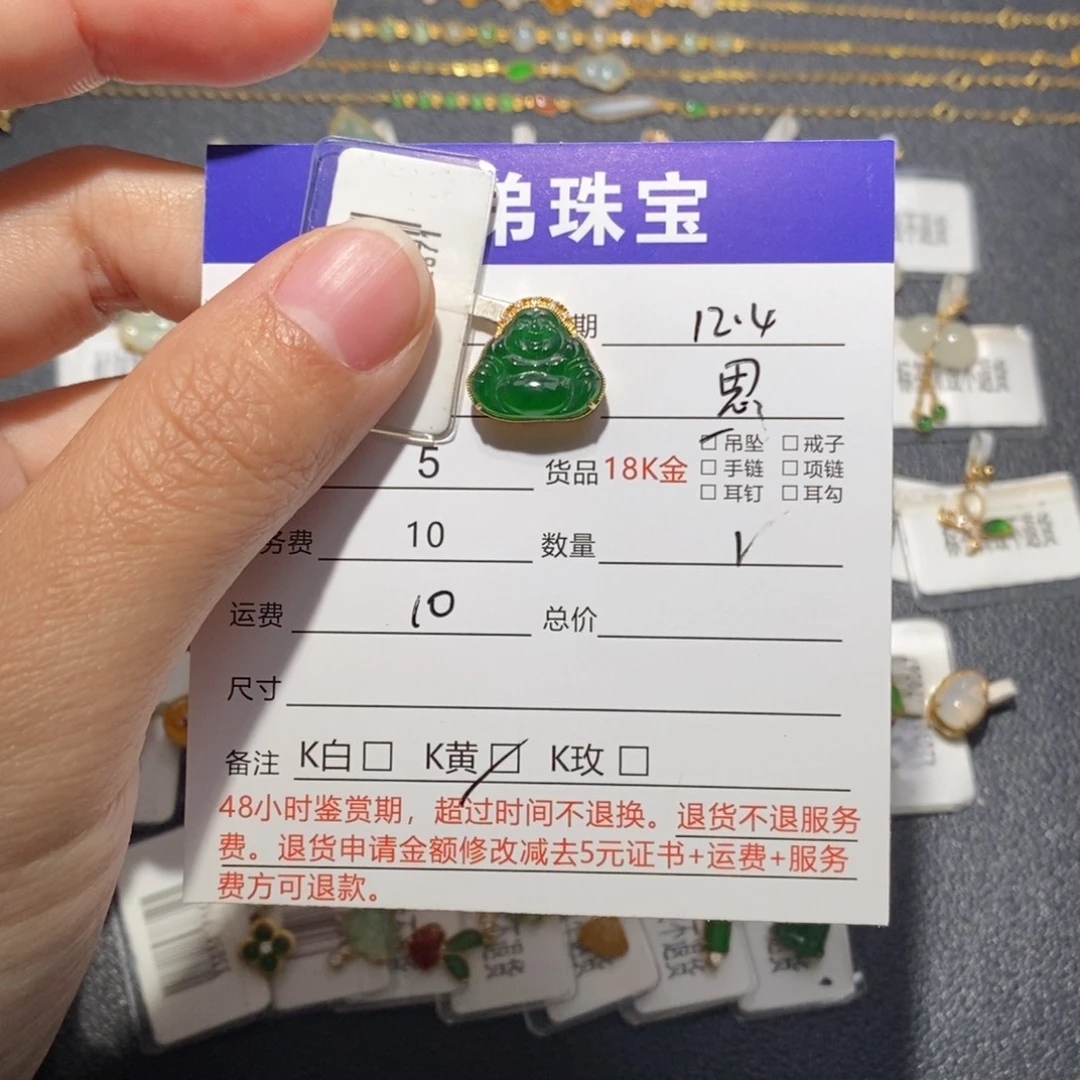 弟珠宝
期 12.4
思
5 货品 18K金 ☑吊坠 ☐戒子
☐手链 ☐项链
☐耳钉 ☐耳勾
务费 10 数量 1
运费 10 总价
尺寸
备注 K白☐ K黄☑ K玫☐
48小时鉴赏期，超过时间不退换。退货不退服务
费。退货申请金额修改减去5元证书+运费+服务
费方可退款。